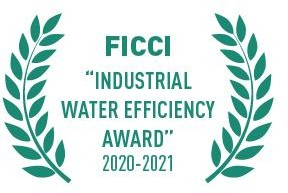 FICCI
“INDUSTRIAL
WATER EFFICIENCY
AWARD”
2020-2021